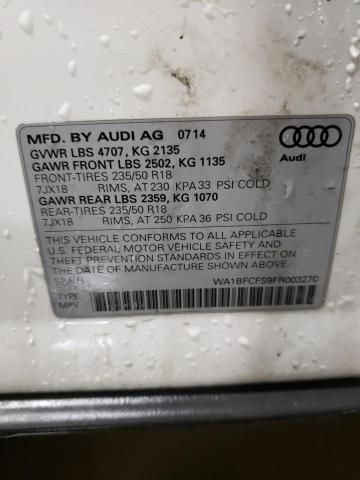 MFD. BY AUDI AG 0714
GVWR LBS 4707, KG 2135
GAWR FRONT LBS 2502, KG 1135
FRONT-TIRES 235/50 R18
7JX18 RIMS, AT 230 KPA 33 PSI COLD
GAWR REAR LBS 2359, KG 1070
REAR-TIRES 235/50 R18
7JX18 RIMS, AT 250 KPA 36 PSI COLD
Audi
THIS VEHICLE CONFORMS TO ALL APPLICABLE
U.S. FEDERAL MOTOR VEHICLE SAFETY AND
THEFT PREVENTION STANDARDS IN EFFECT ON THE
DATE OF MANUFACTURE SHOWN ABOVE.
SER. N WA1BFCFS9FR003270
TYPE:
MPV